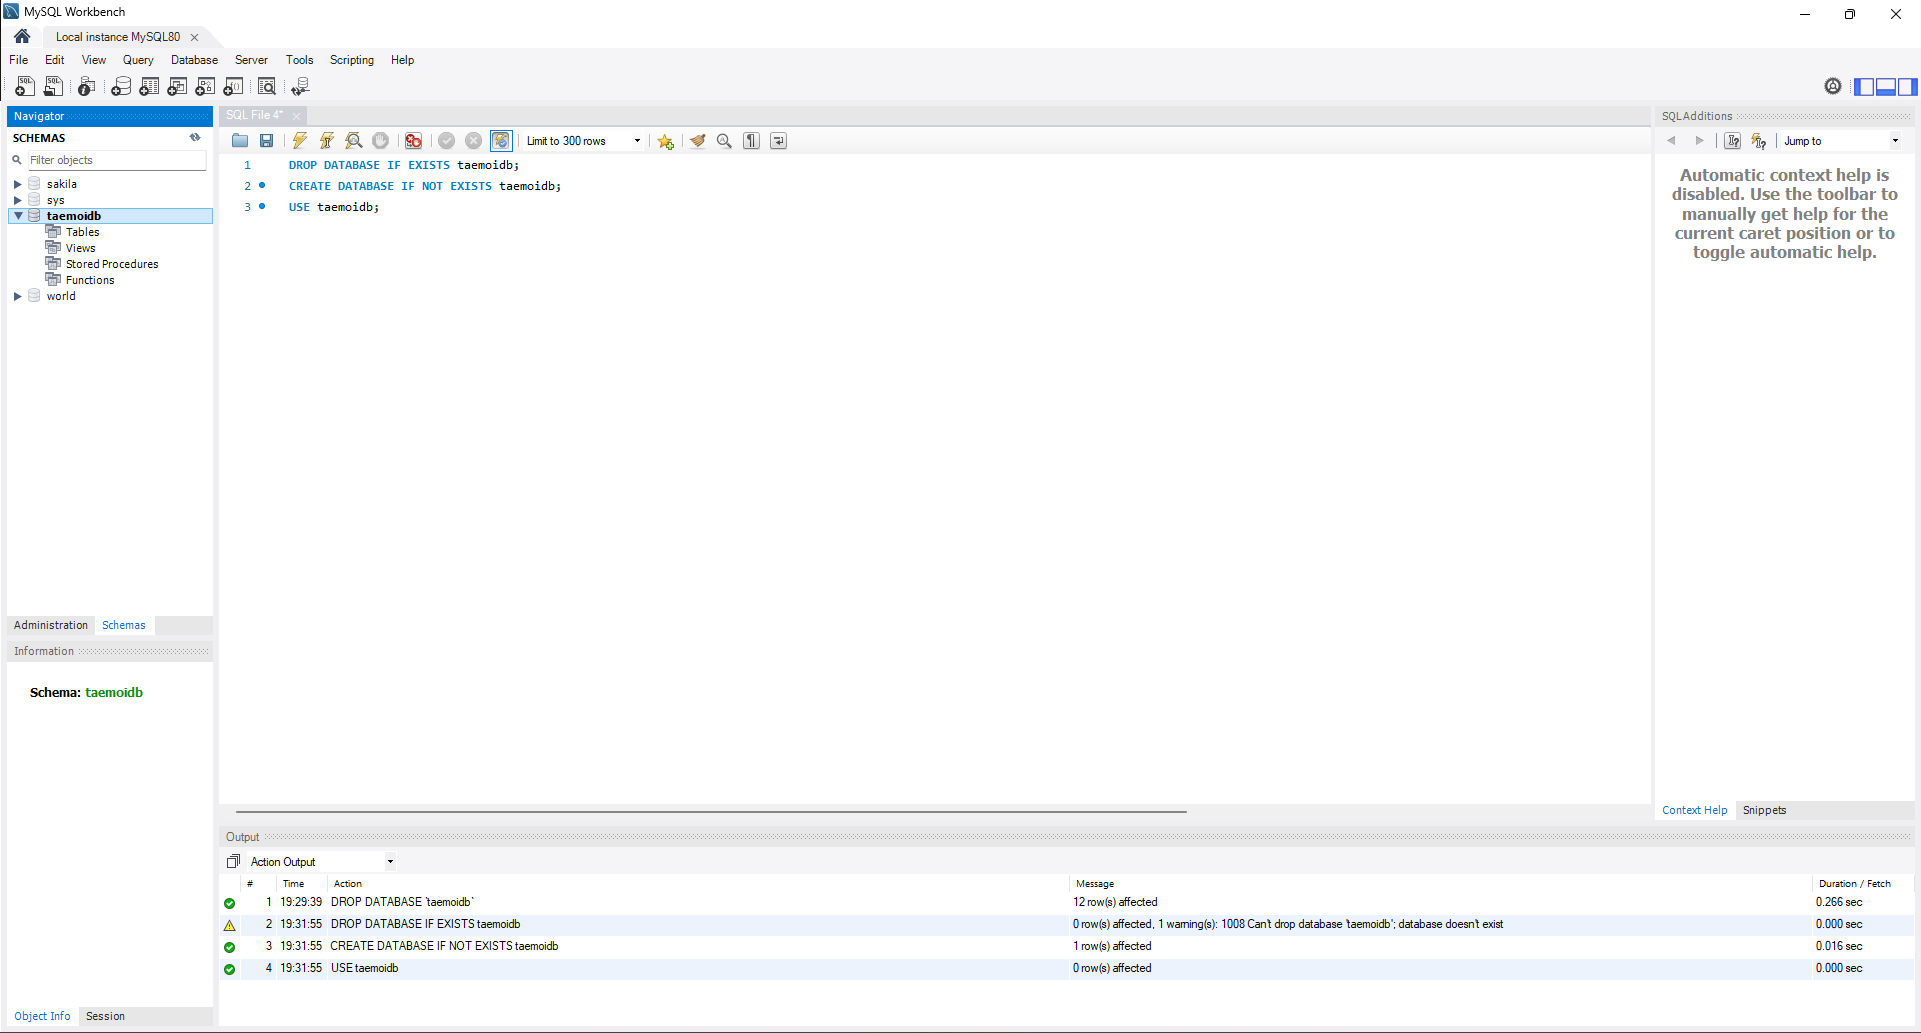 MySQL Workbench
Local instance MySQL80
File Edit View Query Database Server Tools Scripting Help
Navigator
SCHEMAS
Filter objects
sakila
sys
taemoidb
Tables
Views
Stored Procedures
Functions
world
Administration Schemas
Information
Schema: taemoidb
Object Info Session
SQL File 4*
Limit to 300 rows
1 DROP DATABASE IF EXISTS taemoidb;
2 CREATE DATABASE IF NOT EXISTS taemoidb;
3 USE taemoidb;
SQLAdditions
Jump to
Automatic context help is
disabled. Use the toolbar to
manually get help for the
current caret position or to
toggle automatic help.
Context Help Snippets
Output
Action Output
# Time Action Message Duration / Fetch
1 19:29:39 DROP DATABASE `taemoidb` 12 row(s) affected 0.266 sec
2 19:31:55 DROP DATABASE IF EXISTS taemoidb 0 row(s) affected, 1 warning(s): 1008 Can't drop database 'taemoidb'; database doesn't exist 0.000 sec
3 19:31:55 CREATE DATABASE IF NOT EXISTS taemoidb 1 row(s) affected 0.016 sec
4 19:31:55 USE taemoidb 0 row(s) affected 0.000 sec